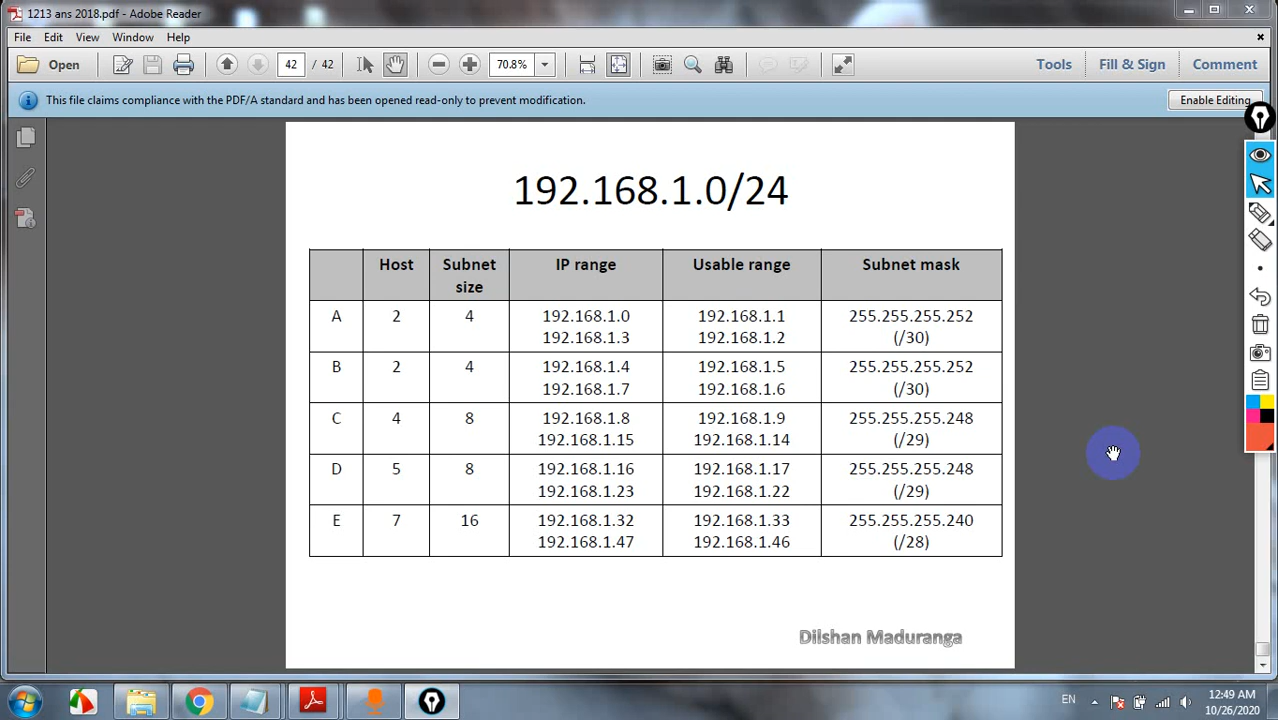 1213 ans 2018.pdf - Adobe Reader
File Edit View Window Help
Open 42 / 42 70.8% Tools Fill & Sign Comment
This file claims compliance with the PDF/A standard and has been opened read-only to prevent modification. Enable Editing
192.168.1.0/24
Host Subnet size IP range Usable range Subnet mask
A 2 4 192.168.1.0 192.168.1.1 255.255.255.252
192.168.1.3 192.168.1.2 (/30)
B 2 4 192.168.1.4 192.168.1.5 255.255.255.252
192.168.1.7 192.168.1.6 (/30)
C 4 8 192.168.1.8 192.168.1.9 255.255.255.248
192.168.1.15 192.168.1.14 (/29)
D 5 8 192.168.1.16 192.168.1.17 255.255.255.248
192.168.1.23 192.168.1.22 (/29)
E 7 16 192.168.1.32 192.168.1.33 255.255.255.240
192.168.1.47 192.168.1.46 (/28)
Dilshan Maduranga
EN 12:49 AM
10/26/2020